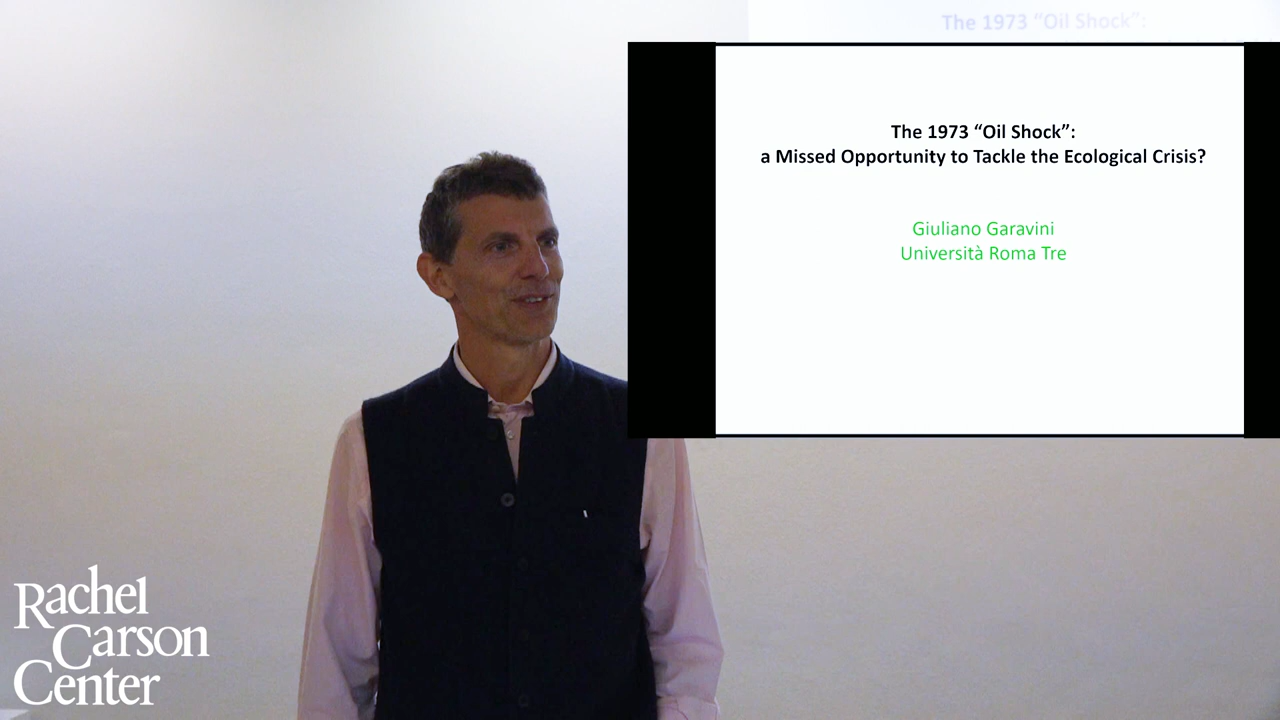 The 1973 “Oil Shock”:
The 1973 “Oil Shock”:
a Missed Opportunity to Tackle the Ecological Crisis?
Giuliano Garavini
Università Roma Tre
Rachel
Carson
Center